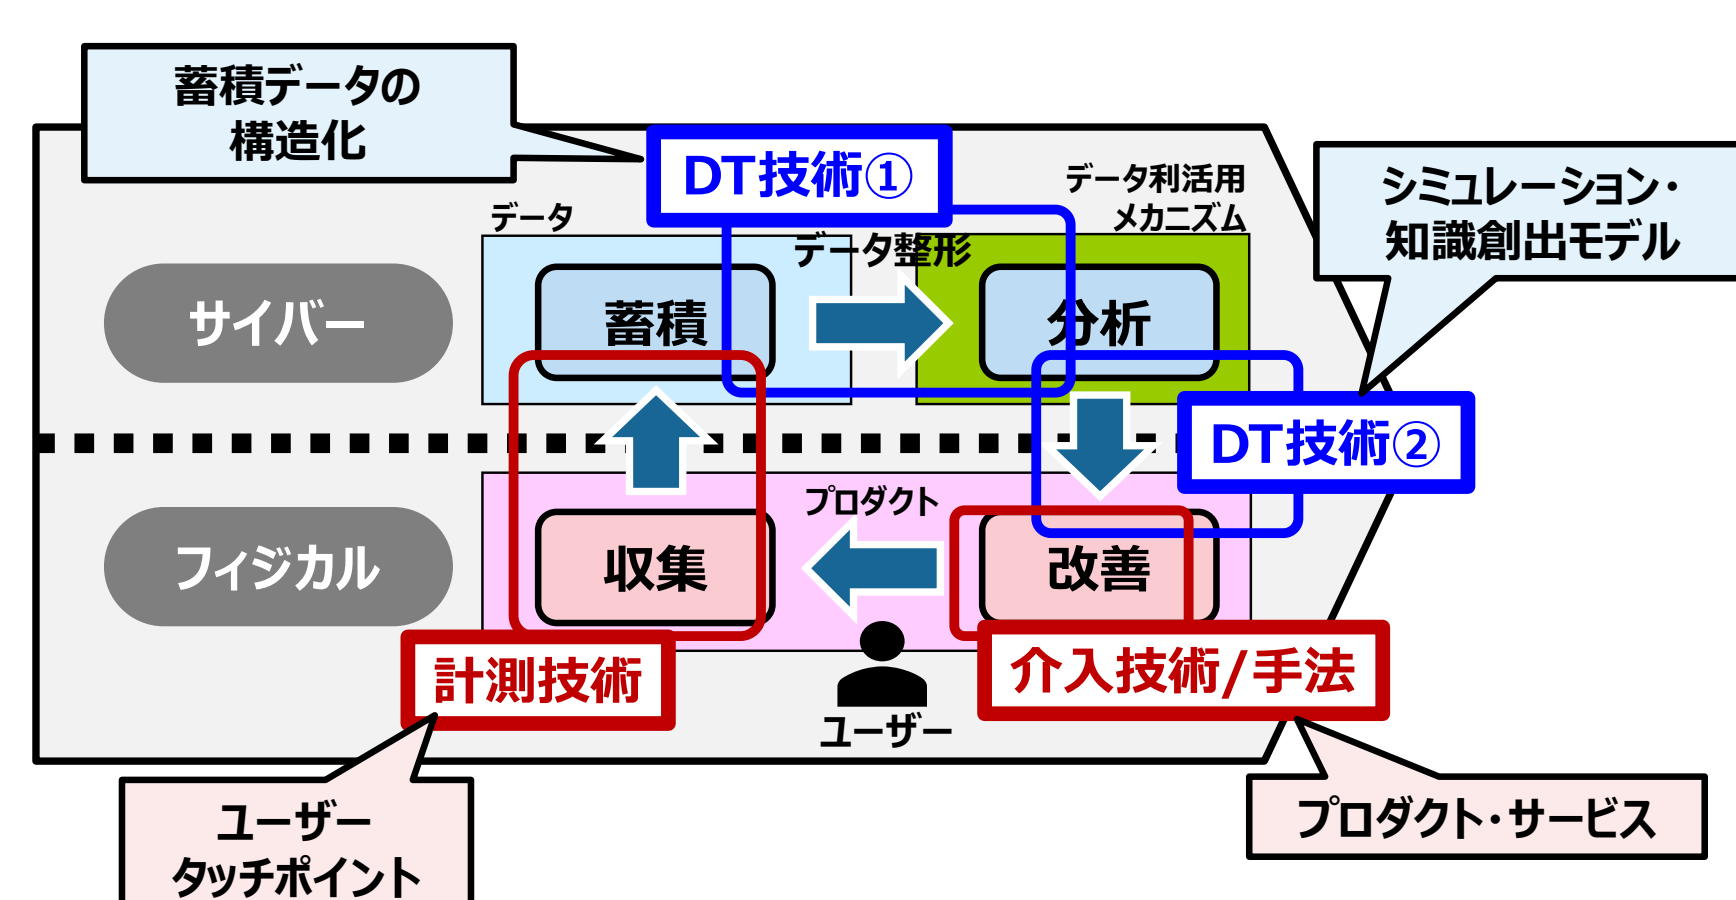 蓄積データの
構造化
DT技術①
データ利活用
メカニズム
シミュレーション・
知識創出モデル
データ
データ整形
サイバー
蓄積
分析
DT技術②
プロダクト
フィジカル
収集
改善
計測技術
介入技術/手法
ユーザー
ユーザー
タッチポイント
プロダクト・サービス